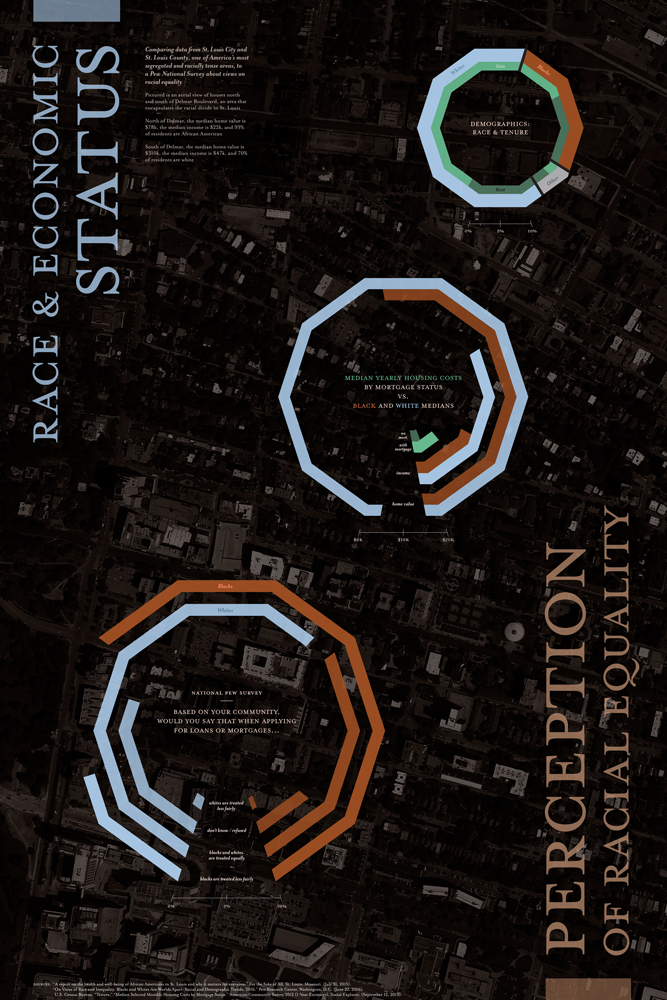 RACE & ECONOMIC
STATUS
Comparing data from St. Louis City and
St. Louis County, one of America's most
segregated and racially tense areas, to
a Pew National Survey about views on
racial equality
Pictured is an aerial view of houses north
and south of Delmar Boulevard, an area that
encapsulates the racial divide in St. Louis.
North of Delmar, the median home value is
$78k, the median income is $22k, and 99%
of residents are African American
South of Delmar, the median home value is
$310k, the median income is $47k, and 70%
of residents are white
Whites
Own
Blacks
DEMOGRAPHICS:
RACE & TENURE
Other
Rent
0% 5% 10%
MEDIAN YEARLY HOUSING COSTS
BY MORTGAGE STATUS
VS.
BLACK AND WHITE MEDIANS
no
mort.
with
mortgage
income
home value
$0K $10K $20K
PERCEPTION
OF RACIAL EQUALITY
Blacks
Whites
NATIONAL PEW SURVEY
BASED ON YOUR COMMUNITY,
WOULD YOU SAY THAT WHEN APPLYING
FOR LOANS OR MORTGAGES...
whites are treated
less fairly
don't know / refused
blacks and whites
are treated equally
blacks are treated less fairly
0% 5% 10%